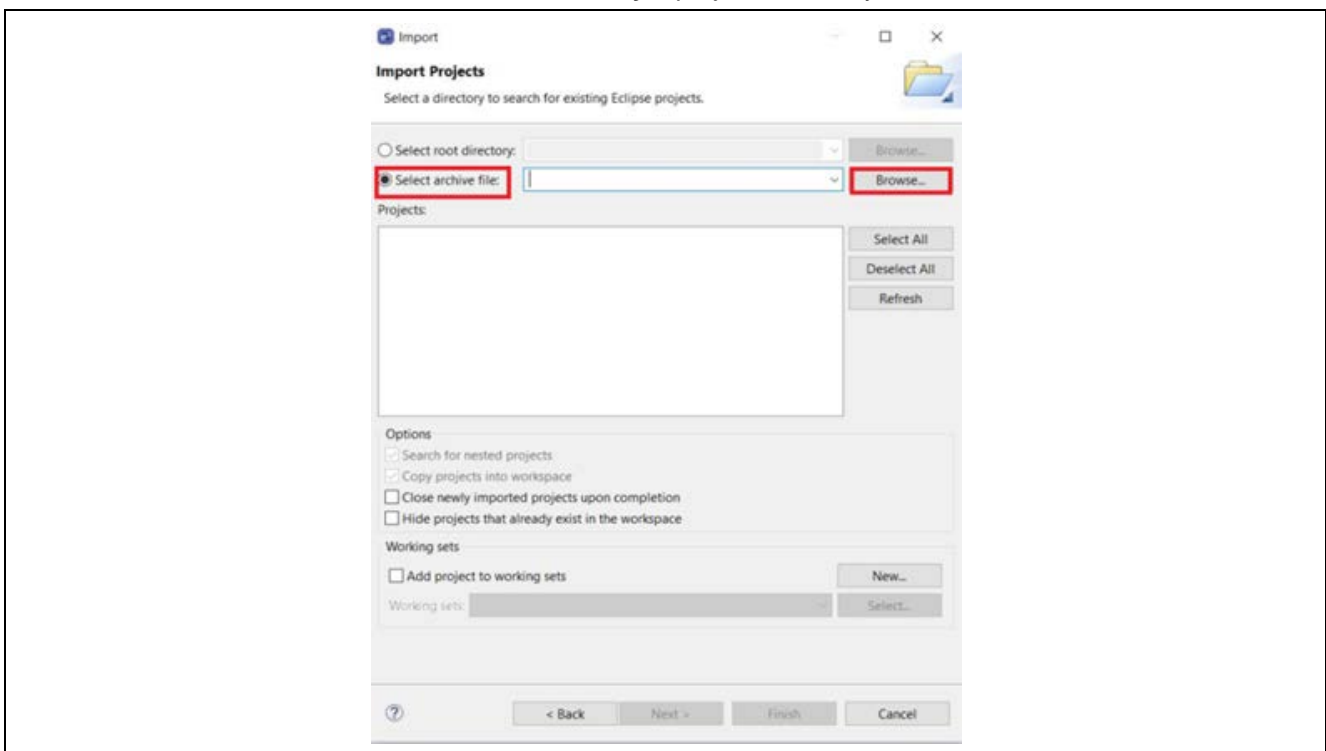 Import
Import Projects
Select a directory to search for existing Eclipse projects.
Select root directory: Browse...
Select archive file: Browse...
Projects:
Select All
Deselect All
Refresh
Options
Search for nested projects
Copy projects into workspace
Close newly imported projects upon completion
Hide projects that already exist in the workspace
Working sets
Add project to working sets New...
Working sets: Select...
? < Back Next > Finish Cancel